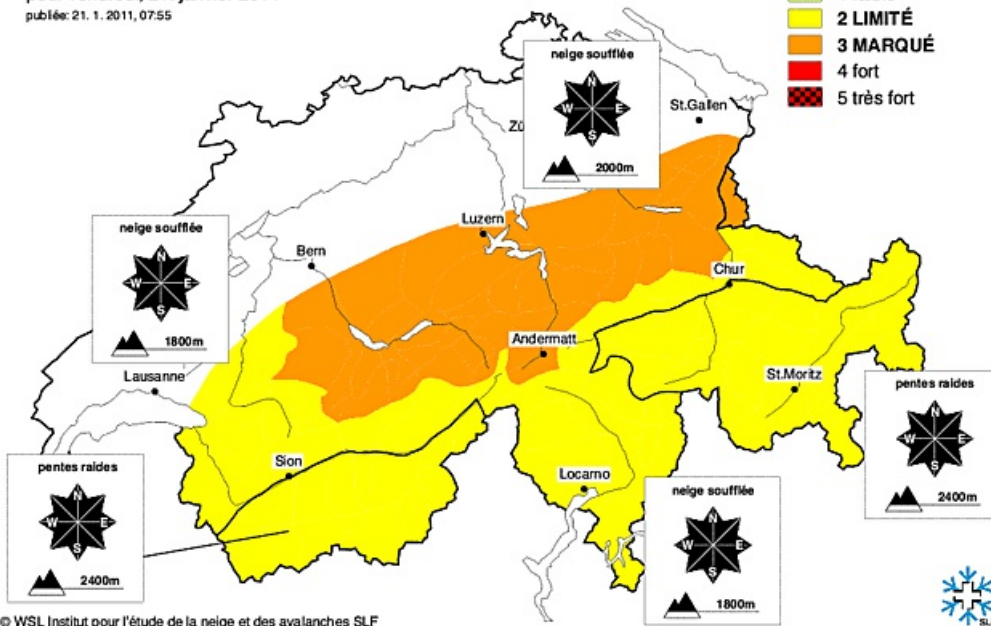 publiée: 21. 1. 2011, 07:55
2 LIMITÉ
3 MARQUÉ
4 fort
5 très fort
neige soufflée
N
W E
S
2000m
St.Gallen
Zü
neige soufflée
N
W E
S
1800m
Luzern
Bern
Chur
Andermatt
Lausanne
St.Moritz
pentes raides
N
W E
S
2400m
pentes raides
N
W E
S
2400m
Sion
Locarno
neige soufflée
N
W E
S
1800m
SLF
© WSL Institut pour l'étude de la neige et des avalanches SLF